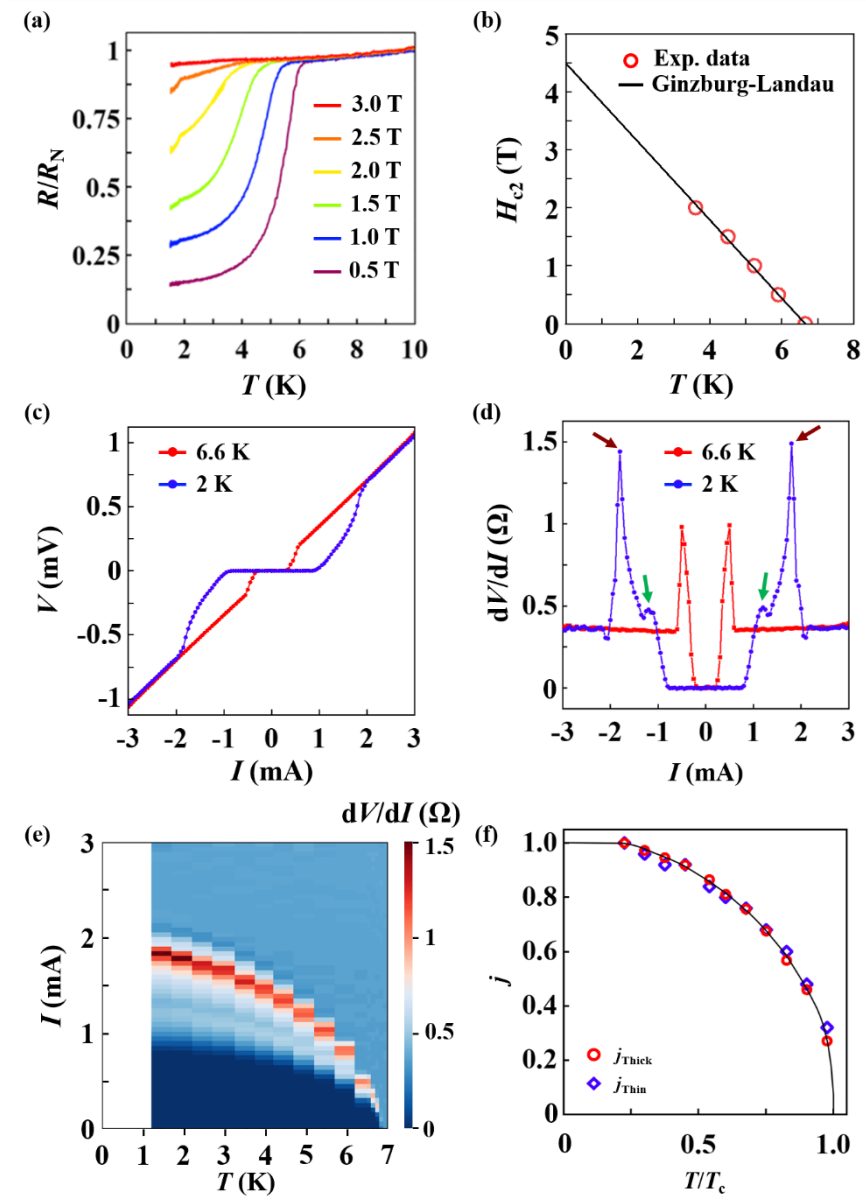 (a)
1
0.75
0.5
0.25
0
R/R_N
3.0 T
2.5 T
2.0 T
1.5 T
1.0 T
0.5 T
0 2 4 6 8 10
T (K)
(b)
5
4
3
2
1
0
H_c2 (T)
Exp. data
Ginzburg-Landau
0 2 4 6 8
T (K)
(c)
1
0.5
0
-0.5
-1
V (mV)
6.6 K
2 K
-3 -2 -1 0 1 2 3
I (mA)
(d)
1.5
1
0.5
0
dV/dI (Ω)
6.6 K
2 K
-3 -2 -1 0 1 2 3
I (mA)
(e)
dV/dI (Ω)
3
2
1
0
I (mA)
0 1 2 3 4 5 6 7
T (K)
1.5
1
0.5
0
(f)
1.0
0.8
0.6
0.4
0.2
0
j
j_Thick
j_Thin
0 0.5 1.0
T/T_c